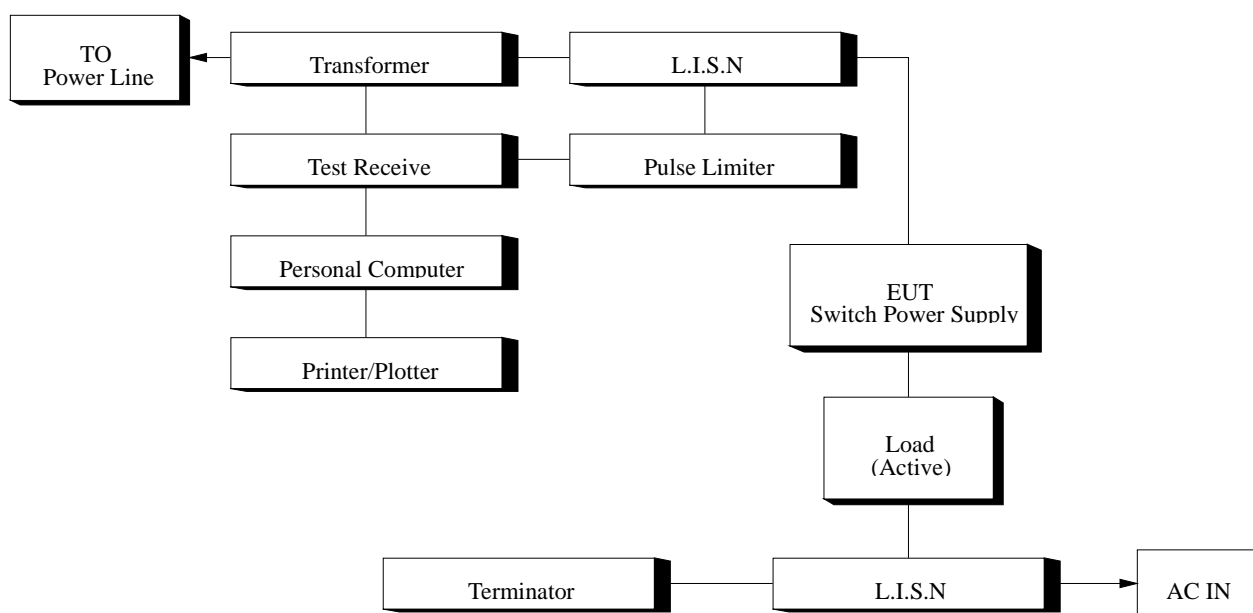 TO
Power Line
Transformer
L.I.S.N
Test Receive
Pulse Limiter
Personal Computer
EUT
Switch Power Supply
Printer/Plotter
Load
(Active)
Terminator
L.I.S.N
AC IN